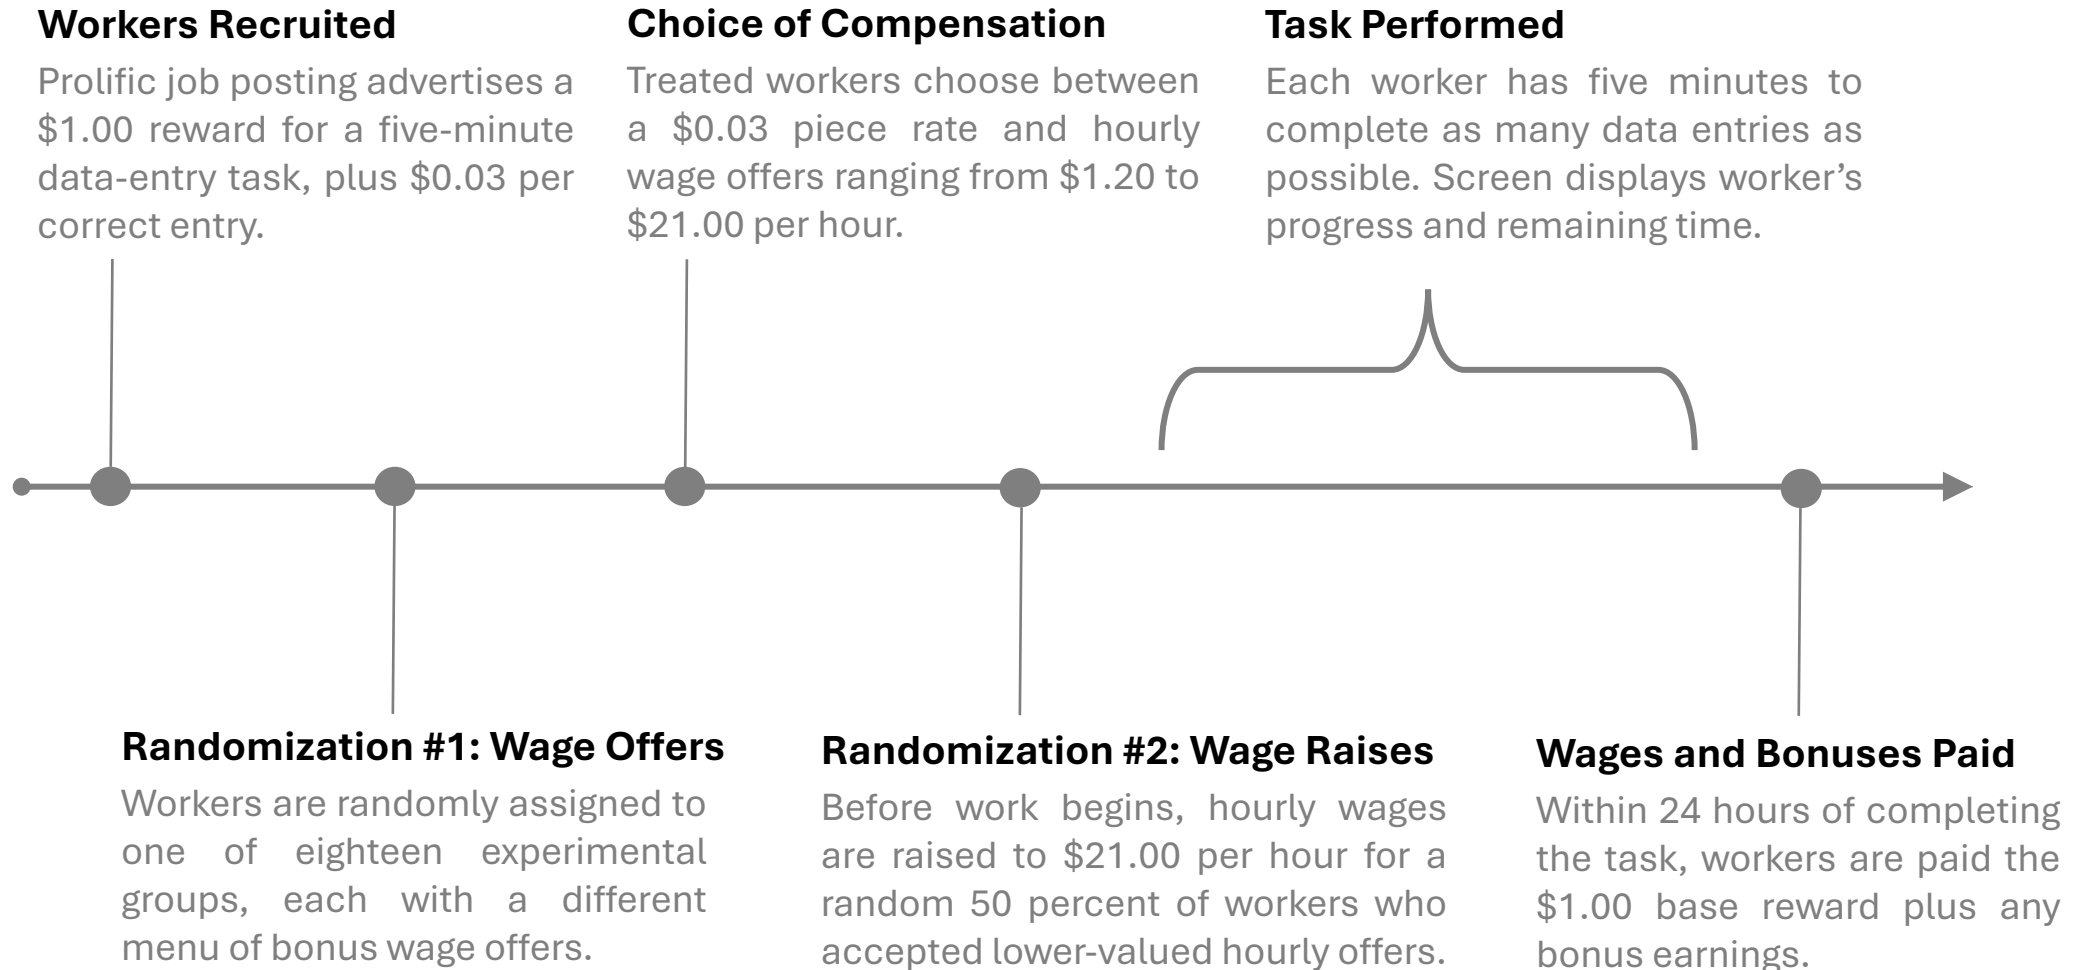 Workers Recruited
Prolific job posting advertises a
$1.00 reward for a five-minute
data-entry task, plus $0.03 per
correct entry.
Choice of Compensation
Treated workers choose between
a $0.03 piece rate and hourly
wage offers ranging from $1.20 to
$21.00 per hour.
Task Performed
Each worker has five minutes to
complete as many data entries as
possible. Screen displays worker’s
progress and remaining time.
Randomization #1: Wage Offers
Workers are randomly assigned to
one of eighteen experimental
groups, each with a different
menu of bonus wage offers.
Randomization #2: Wage Raises
Before work begins, hourly wages
are raised to $21.00 per hour for a
random 50 percent of workers who
accepted lower-valued hourly offers.
Wages and Bonuses Paid
Within 24 hours of completing
the task, workers are paid the
$1.00 base reward plus any
bonus earnings.